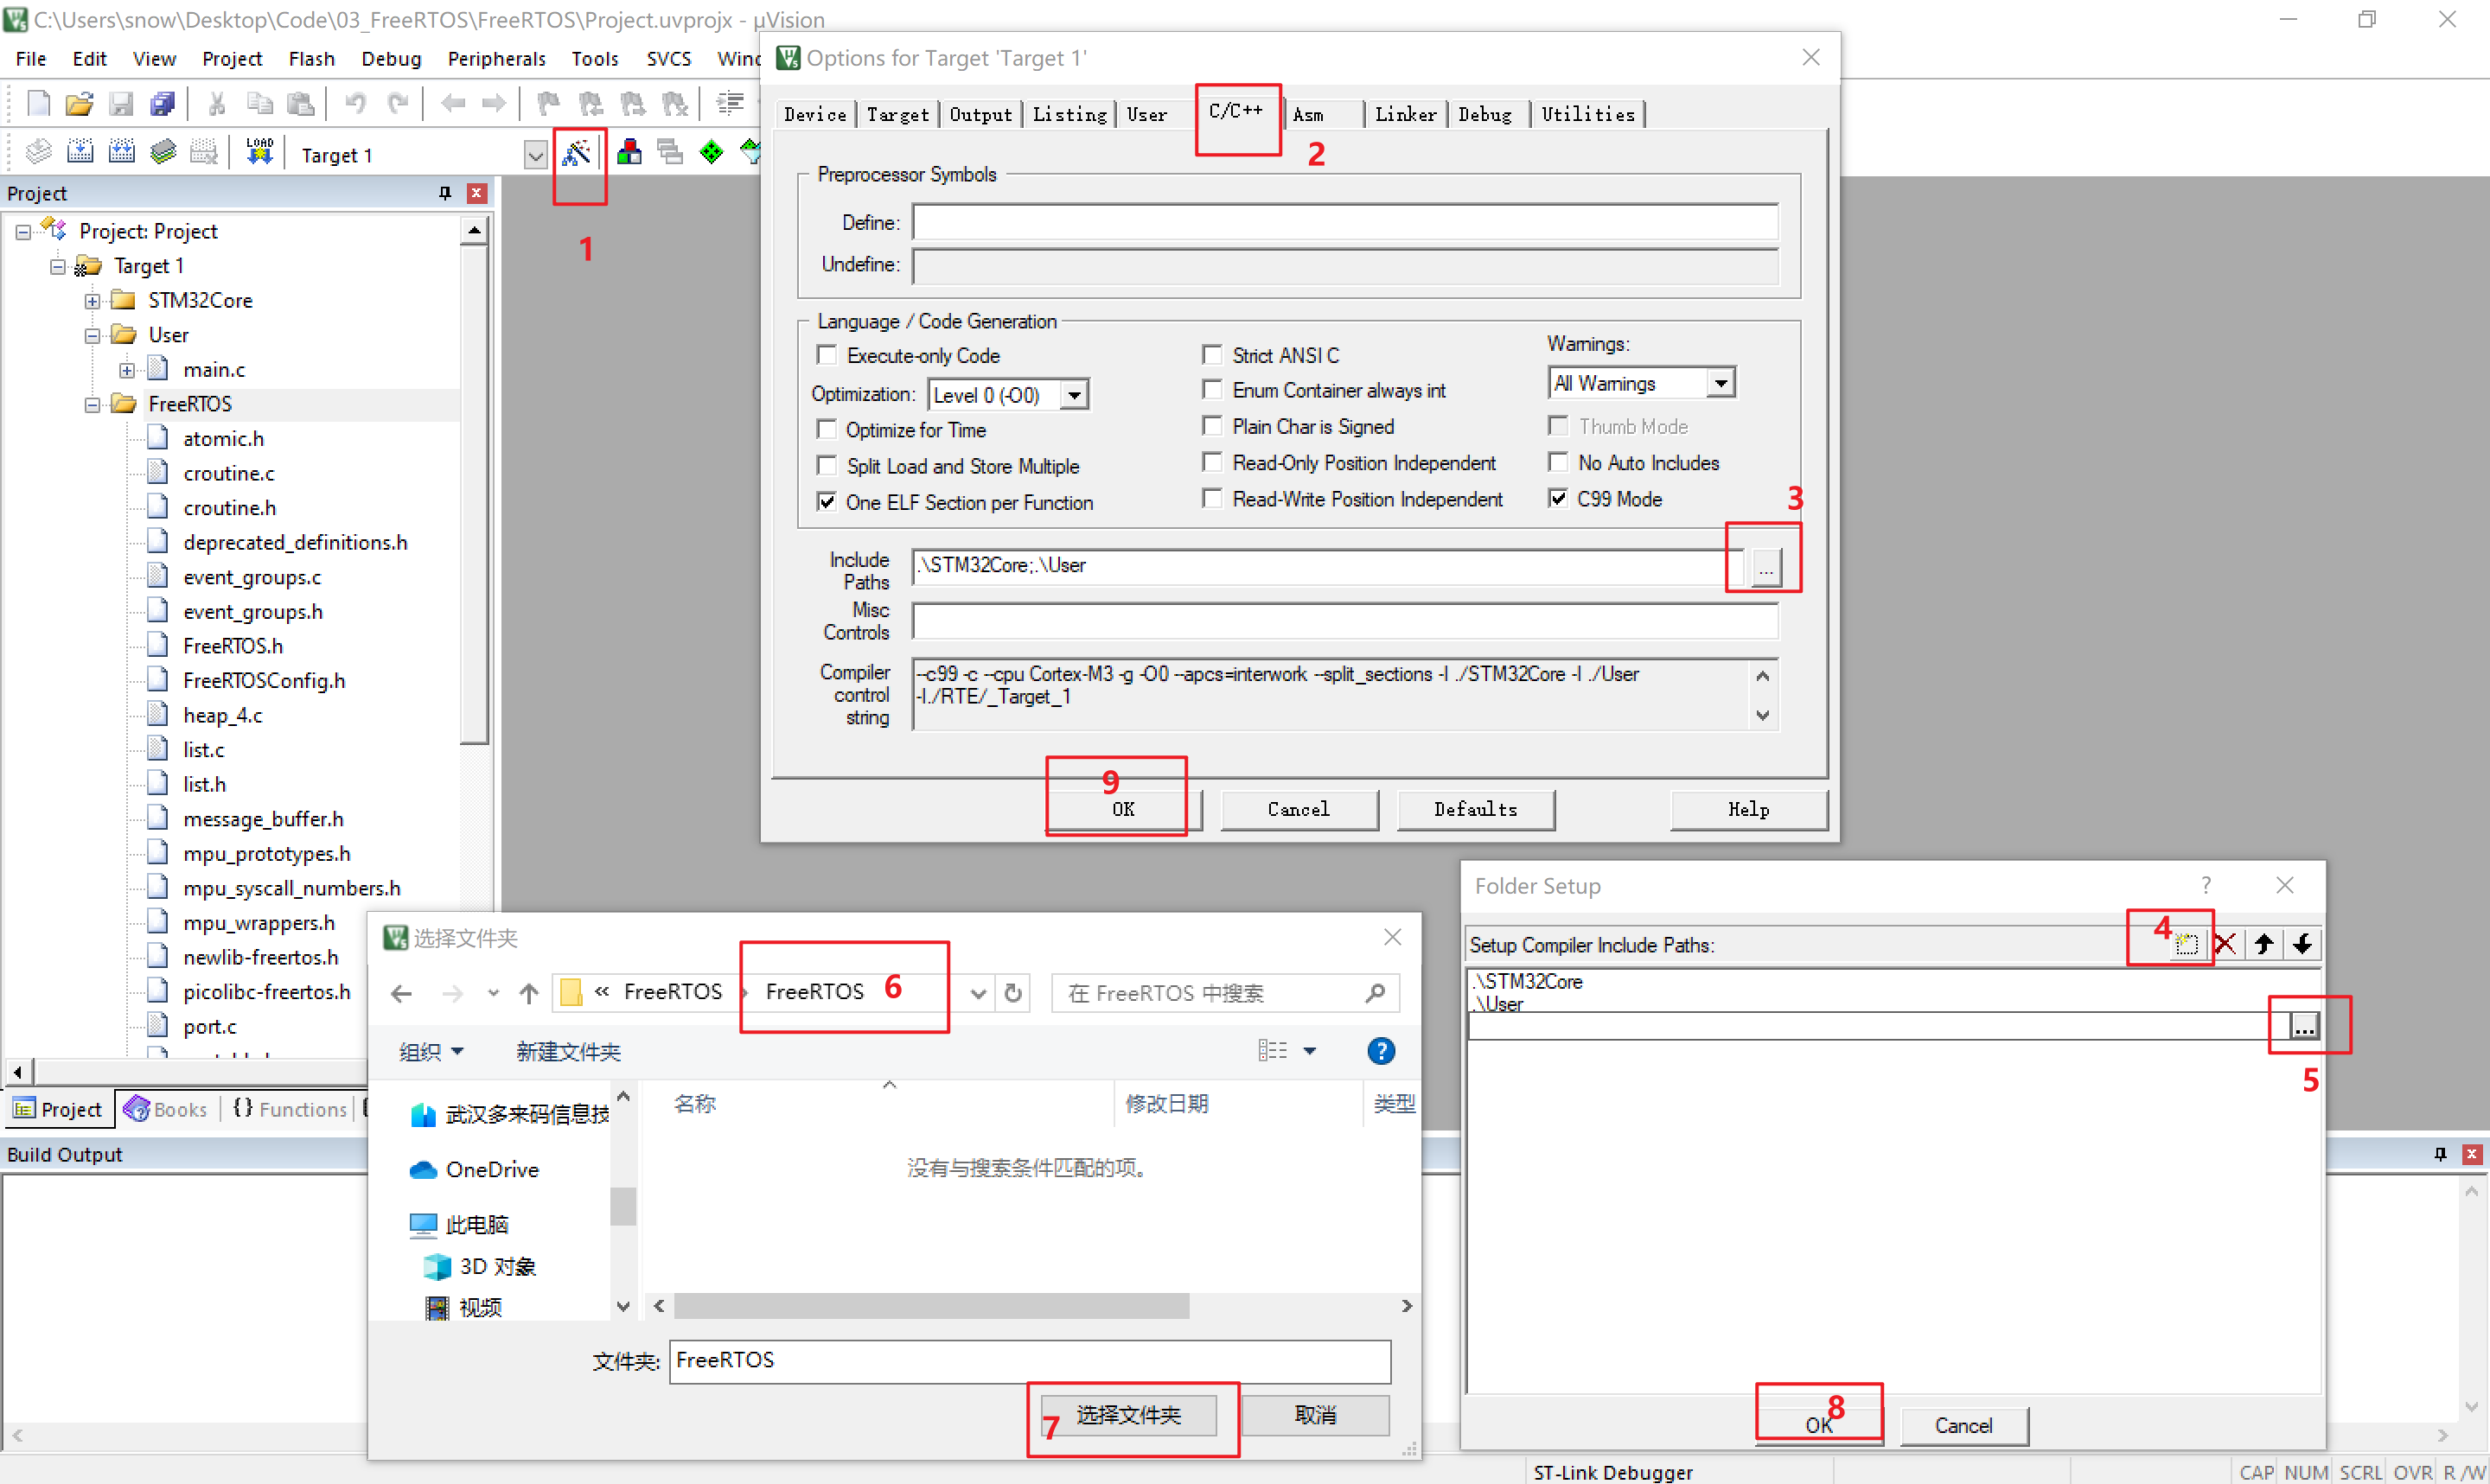 C:\Users\snow\Desktop\Code\03_FreeRTOS\FreeRTOS\Project.uvprojx - µVision
File Edit View Project Flash Debug Peripherals Tools SVCS
LOAD
Target 1
1
Project
Project: Project
Target 1
STM32Core
User
main.c
FreeRTOS
atomic.h
croutine.c
croutine.h
deprecated_definitions.h
event_groups.c
event_groups.h
FreeRTOS.h
FreeRTOSConfig.h
heap_4.c
list.c
list.h
message_buffer.h
mpu_prototypes.h
mpu_syscall_numbers.h
mpu_wrappers.h
newlib-freertos.h
picolibc-freertos.h
port.c
Project Books {} Functions
Build Output
Options for Target 'Target 1'
Device Target Output Listing User C/C++ Asm Linker Debug Utilities
2
Preprocessor Symbols
Define:
Undefine:
Language / Code Generation
Execute-only Code
Optimization: Level 0 (-O0)
Optimize for Time
Split Load and Store Multiple
One ELF Section per Function
Strict ANSI C
Enum Container always int
Plain Char is Signed
Read-Only Position Independent
Read-Write Position Independent
Warnings:
All Warnings
Thumb Mode
No Auto Includes
C99 Mode
3
Include Paths
.\STM32Core;.\User
...
Misc Controls
Compiler control string
--c99 -c --cpu Cortex-M3 -g -O0 --apcs=interwork --split_sections -I ./STM32Core -I ./User
-I./RTE/_Target_1
9
OK Cancel Defaults Help
选择文件夹
« FreeRTOS › FreeRTOS 6
在 FreeRTOS 中搜索
组织 新建文件夹
武汉多来码信息技
OneDrive
此电脑
3D 对象
视频
名称 修改日期 类型
没有与搜索条件匹配的项。
文件夹: FreeRTOS
7
选择文件夹 取消
Folder Setup ?
4
Setup Compiler Include Paths:
.\STM32Core
.\User
...
5
8
OK Cancel
ST-Link Debugger
CAP NUM SCRL OVR R/W